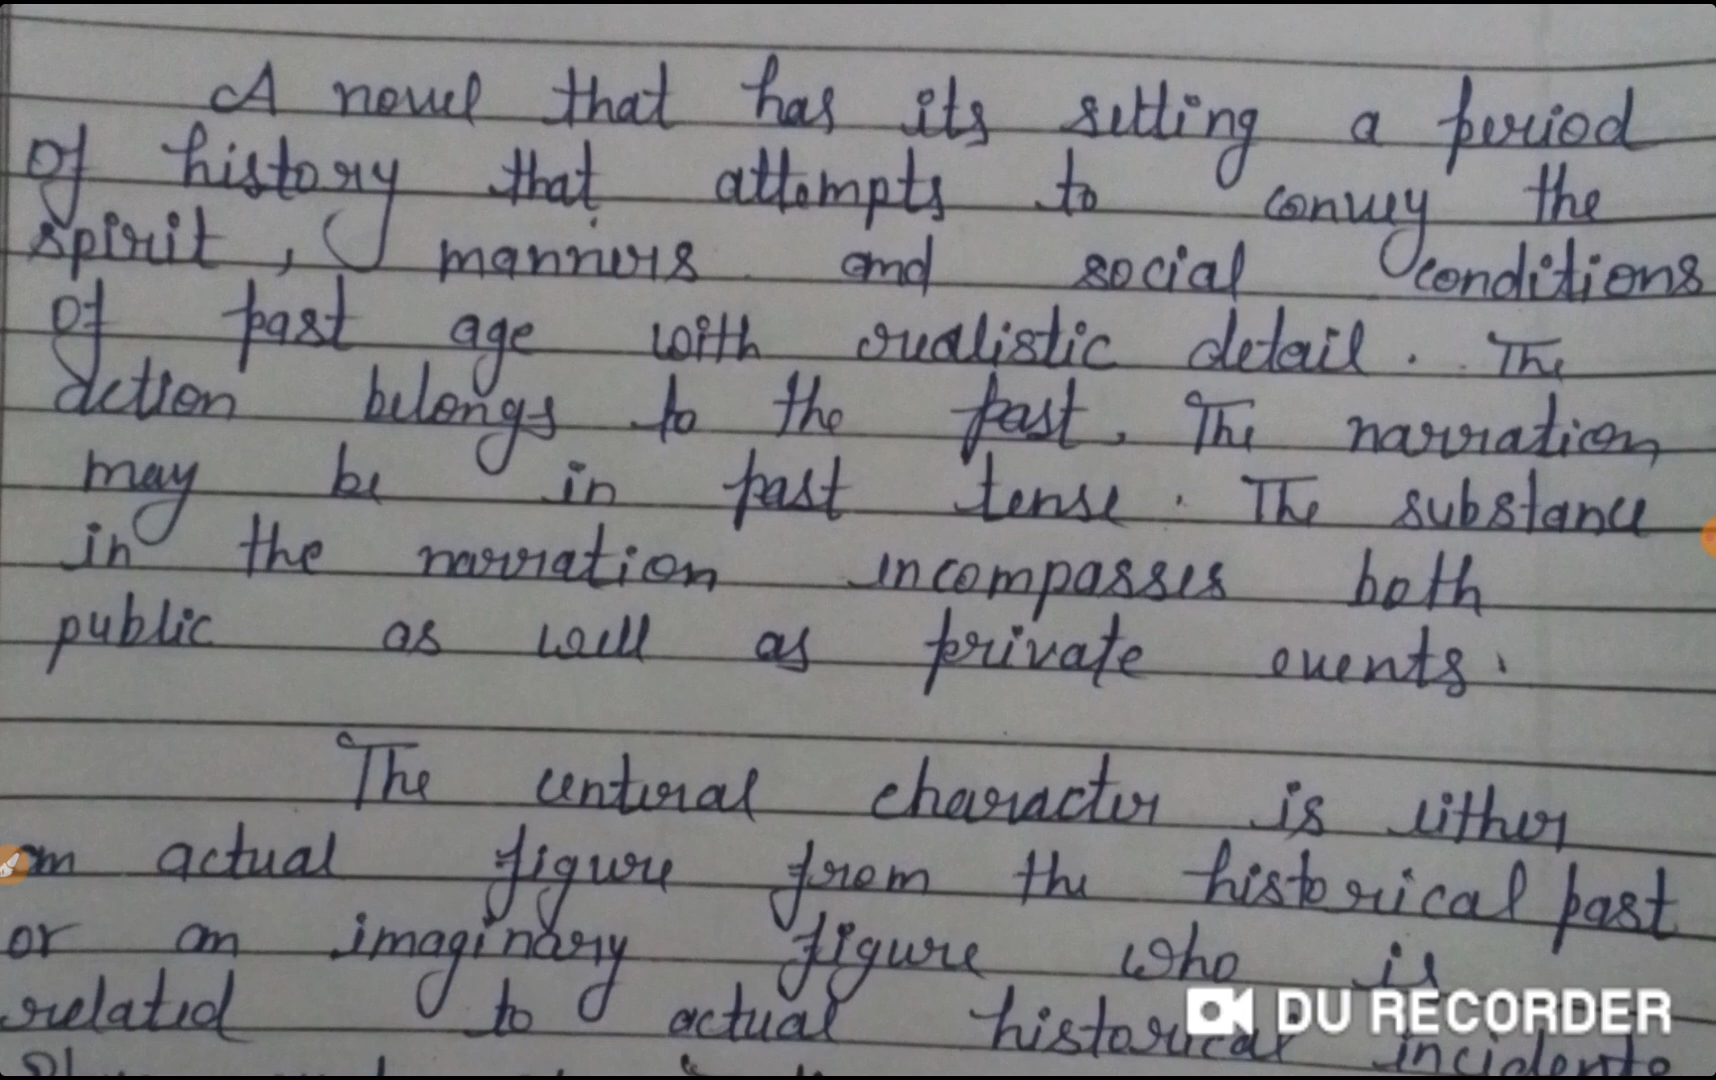 A novel that has its setting a period
of history that attempts to convey the
spirit, manners and social conditions
of past age with realistic detail. The
action belongs to the past. The narration
may be in past tense. The substance
in the narration incompasses both
public as well as private events.
The central character is either
an actual figure from the historical past
or an imaginary figure who is
related to actual historical incidents
DU RECORDER